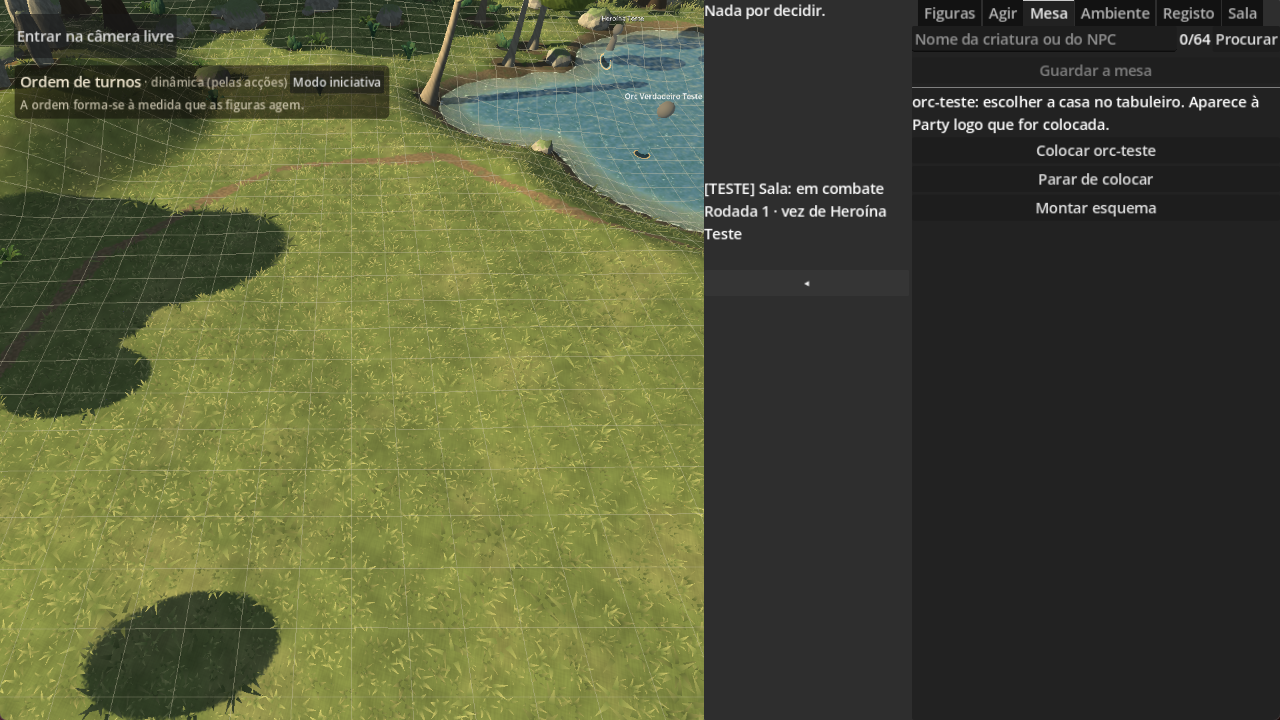 Entrar na câmera livre
Ordem de turnos · dinâmica (pelas acções) Modo iniciativa
A ordem forma-se à medida que as figuras agem.
Heroína Teste
Orc Verdadeiro Teste
Nada por decidir.
[TESTE] Sala: em combate
Rodada 1 · vez de Heroína
Teste
Figuras Agir Mesa Ambiente Registo Sala
Nome da criatura ou do NPC 0/64 Procurar
Guardar a mesa
orc-teste: escolher a casa no tabuleiro. Aparece à
Party logo que for colocada.
Colocar orc-teste
Parar de colocar
Montar esquema